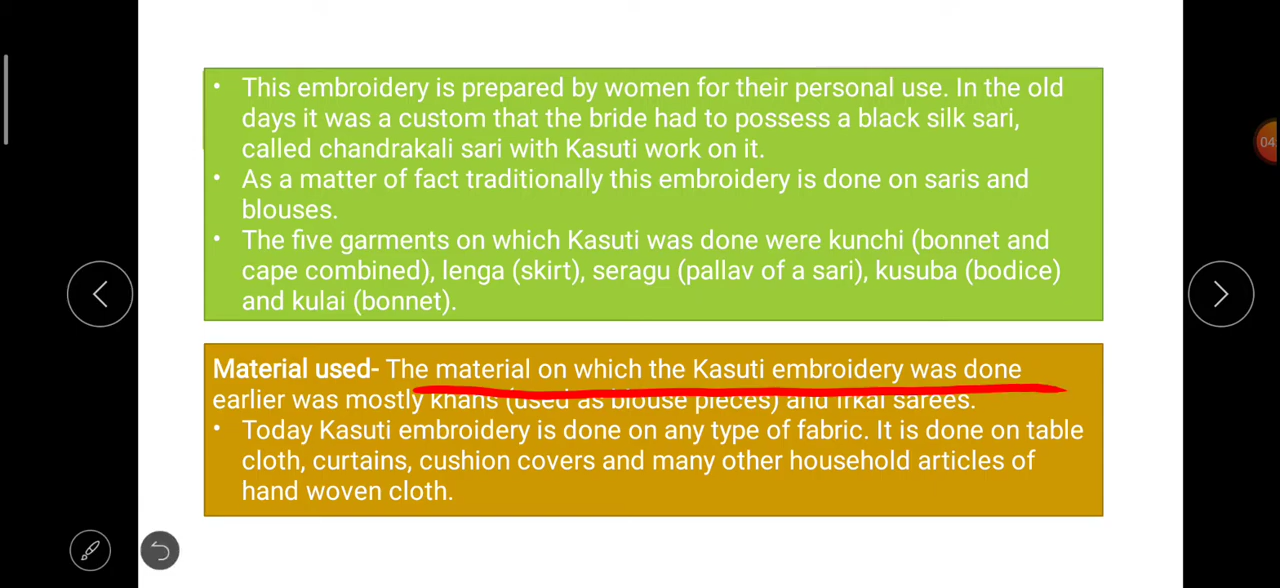 • This embroidery is prepared by women for their personal use. In the old
days it was a custom that the bride had to possess a black silk sari,
called chandrakali sari with Kasuti work on it.
• As a matter of fact traditionally this embroidery is done on saris and
blouses.
• The five garments on which Kasuti was done were kunchi (bonnet and
cape combined), lenga (skirt), seragu (pallav of a sari), kusuba (bodice)
and kulai (bonnet).
Material used- The material on which the Kasuti embroidery was done
earlier was mostly khans (used as blouse pieces) and Irkal sarees.
• Today Kasuti embroidery is done on any type of fabric. It is done on table
cloth, curtains, cushion covers and many other household articles of
hand woven cloth.
04